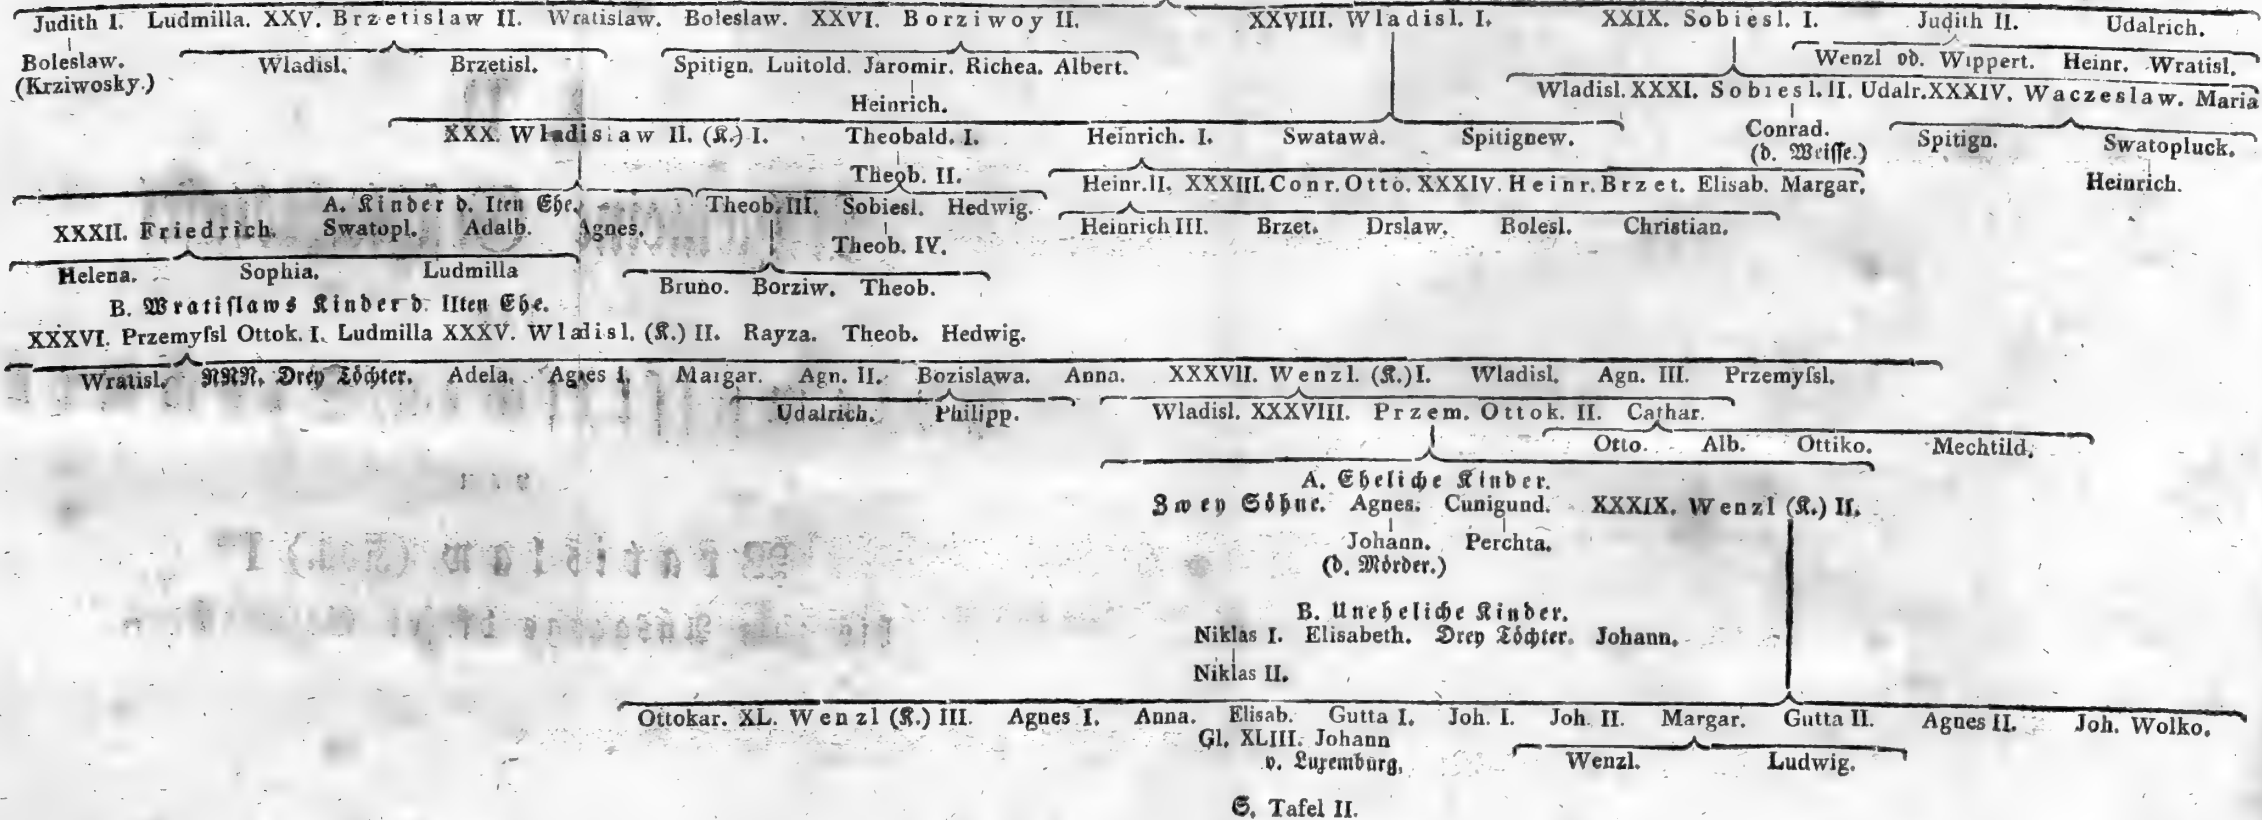 Judith I. Ludmilla. XXV. Brzetislaw II. Wratislaw. Boleslaw. XXVI. Borziwoy II. XXVIII. Wladisl. I. XXIX. Sobiesl. I. Judith II. Udalrich.
Boleslaw. Wladisl. Brzetisl. Spitign. Luitold. Jaromir. Richea. Albert. Wenzl od. Wippert. Heinr. Wratisl.
(Krziwosky.) Heinrich. Wladisl. XXXI. Sobiesl. II. Udalr. XXXIV. Waczeslaw. Maria
XXX. Wladislaw II. (K.) I. Theobald. I. Heinrich. I. Swatawa. Spitignew. Conrad. Spitign. Swatopluck.
(d. Weiſſe.)
Theob. II. Heinr. II. XXXIII. Conr. Otto. XXXIV. Heinr. Brzet. Elisab. Margar. Heinrich.
A. Kinder d. Iten Ehe. Theob. III. Sobiesl. Hedwig.
XXXII. Friedrich. Swatopl. Adalb. Agnes. Theob. IV. Heinrich III. Brzet. Drslaw. Bolesl. Christian.
Helena. Sophia. Ludmilla Bruno. Borziw. Theob.
B. Wratiſlaws Kinder d. IIten Ehe.
XXXVI. Przemyſsl Ottok. I. Ludmilla XXXV. Wladisl. (K.) II. Rayza. Theob. Hedwig.
Wratisl. NNN. Drey Töchter. Adela. Agnes I. Margar. Agn. II. Bozislawa. Anna. XXXVII. Wenzl. (K.) I. Wladisl. Agn. III. Przemyſsl.
Udalrich. Philipp. Wladisl. XXXVIII. Przem. Ottok. II. Cathar.
Otto. Alb. Ottiko. Mechtild.
A. Eheliche Kinder.
Zwey Söhne. Agnes. Cunigund. XXXIX. Wenzl (K.) II.
Johann. Perchta.
(d. Mörder.)
B. Uneheliche Kinder.
Niklas I. Elisabeth. Drey Töchter. Johann.
Niklas II.
Ottokar. XL. Wenzl (K.) III. Agnes I. Anna. Elisab. Gutta I. Joh. I. Joh. II. Margar. Gutta II. Agnes II. Joh. Wolko.
Gl. XLIII. Johann
v. Luxemburg. Wenzl. Ludwig.
S. Tafel II.